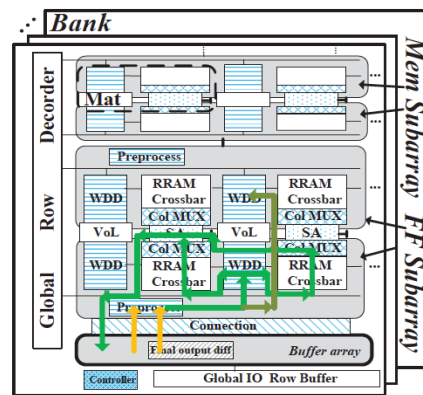 Bank
Mem Subarray
FF Subarray
Global Row Decorder
Mat
Preprocess
WDD
RRAM
Crossbar
WDD
RRAM
Crossbar
Col MUX
Col MUX
VoL
SA
VoL
SA
Col MUX
Col MUX
WDD
RRAM
Crossbar
WDD
RRAM
Crossbar
Preprocess
Connection
Final output diff
Buffer array
Controller
Global IO Row Buffer